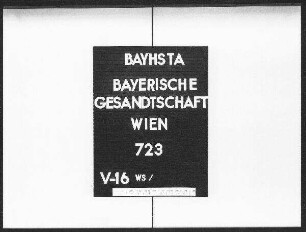 BAYHSTA
BAYERISCHE
GESANDTSCHAFT
WIEN
723
V-16 WS /